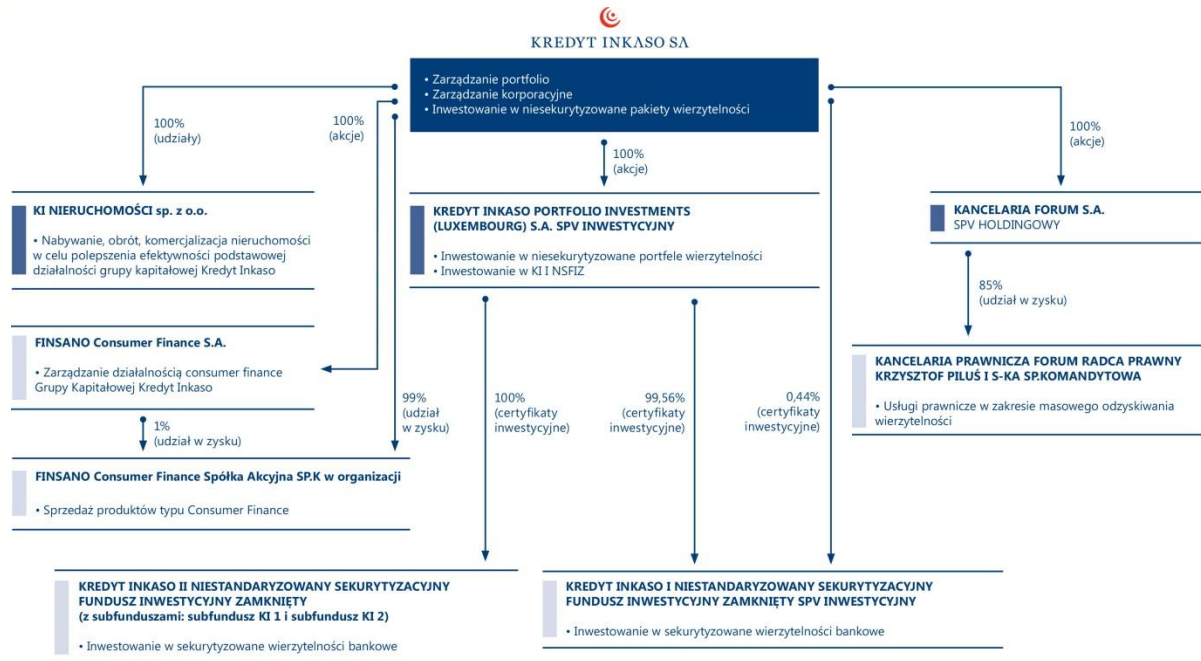 KREDYT INKΛSO SΛ
• Zarządzanie portfolio
• Zarządzanie korporacyjne
• Inwestowanie w niesekurytyzowane pakiety wierzytelności
100%
(udziały)
100%
(akcje)
100%
(akcje)
100%
(akcje)
KI NIERUCHOMOŚCI sp. z o.o.
• Nabywanie, obrót, komercjalizacja nieruchomości
w celu polepszenia efektywności podstawowej
działalności grupy kapitałowej Kredyt Inkaso
KREDYT INKASO PORTFOLIO INVESTMENTS
(LUXEMBOURG) S.A. SPV INWESTYCYJNY
• Inwestowanie w niesekurytyzowane portfele wierzytelności
• Inwestowanie w KI I NSFIZ
KANCELARIA FORUM S.A.
SPV HOLDINGOWY
85%
(udział w zysku)
FINSANO Consumer Finance S.A.
• Zarządzanie działalnością consumer finance
Grupy Kapitałowej Kredyt Inkaso
KANCELARIA PRAWNICZA FORUM RADCA PRAWNY
KRZYSZTOF PILUŚ I S-KA SP.KOMANDYTOWA
• Usługi prawnicze w zakresie masowego odzyskiwania
wierzytelności
1%
(udział w zysku)
99%
(udział
w zysku)
100%
(certyfikaty
inwestycyjne)
99,56%
(certyfikaty
inwestycyjne)
0,44%
(certyfikaty
inwestycyjne)
FINSANO Consumer Finance Spółka Akcyjna SP.K w organizacji
• Sprzedaż produktów typu Consumer Finance
KREDYT INKASO II NIESTANDARYZOWANY SEKURYTYZACYJNY
FUNDUSZ INWESTYCYJNY ZAMKNIĘTY
(z subfunduszami: subfundusz KI 1 i subfundusz KI 2)
• Inwestowanie w sekurytyzowane wierzytelności bankowe
KREDYT INKASO I NIESTANDARYZOWANY SEKURYTYZACYJNY
FUNDUSZ INWESTYCYJNY ZAMKNIĘTY SPV INWESTYCYJNY
• Inwestowanie w sekurytyzowane wierzytelności bankowe